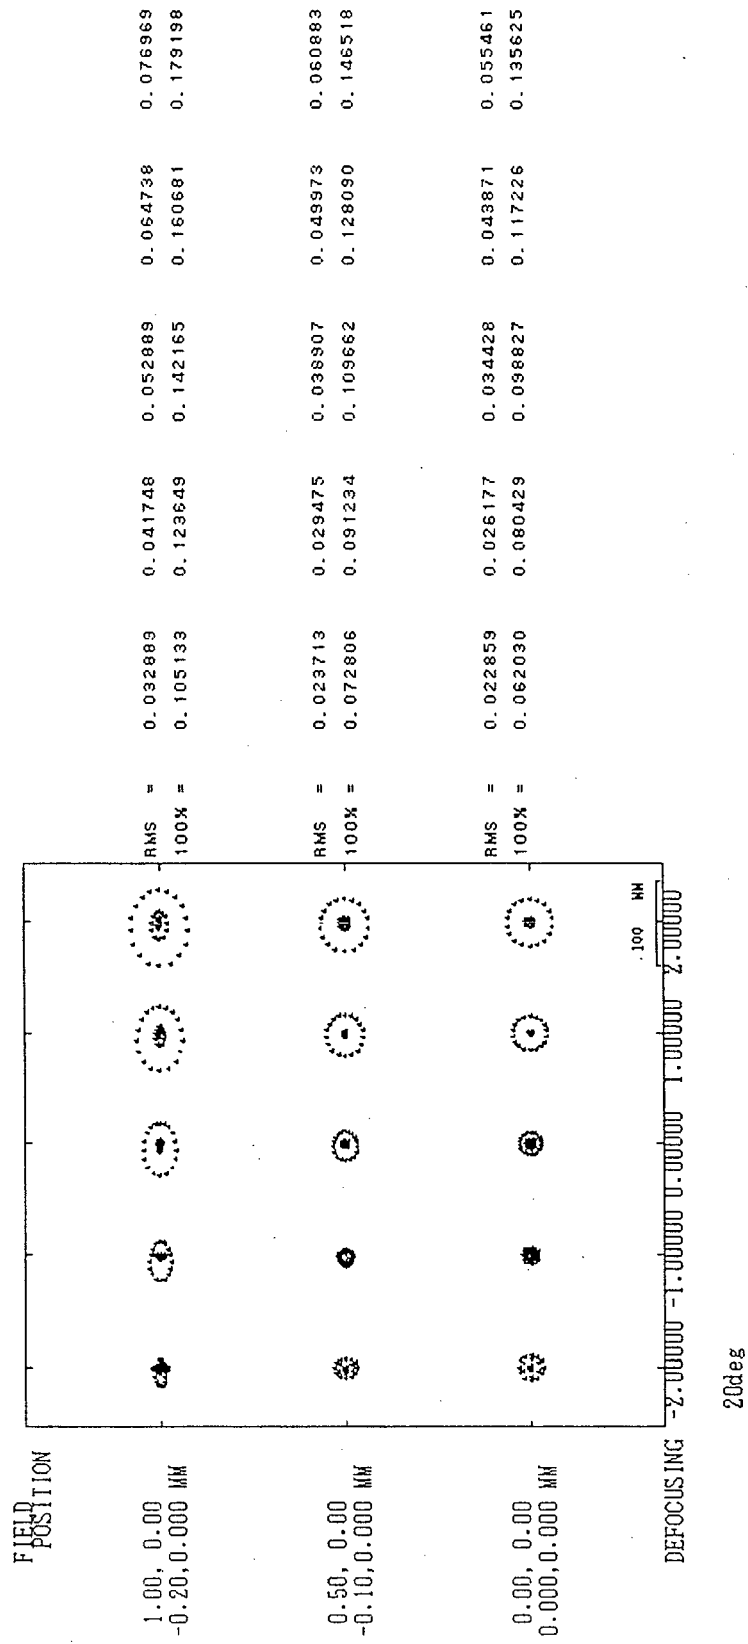 FIELD
POSITION
1.00, 0.00
-0.20,0.000 MM
RMS = 0.032889 0.041748 0.052889 0.064738 0.076969
100% = 0.105133 0.123649 0.142165 0.160681 0.179198
0.50, 0.00
-0.10,0.000 MM
RMS = 0.023713 0.029475 0.038907 0.049973 0.060883
100% = 0.072806 0.091234 0.109662 0.128090 0.146518
0.00, 0.00
0.000,0.000 MM
RMS = 0.022859 0.026177 0.034428 0.043871 0.055461
100% = 0.062030 0.080429 0.098827 0.117226 0.135625
.100 MM
DEFOCUSING -2.00000 -1.00000 0.00000 1.00000 2.00000
20deg